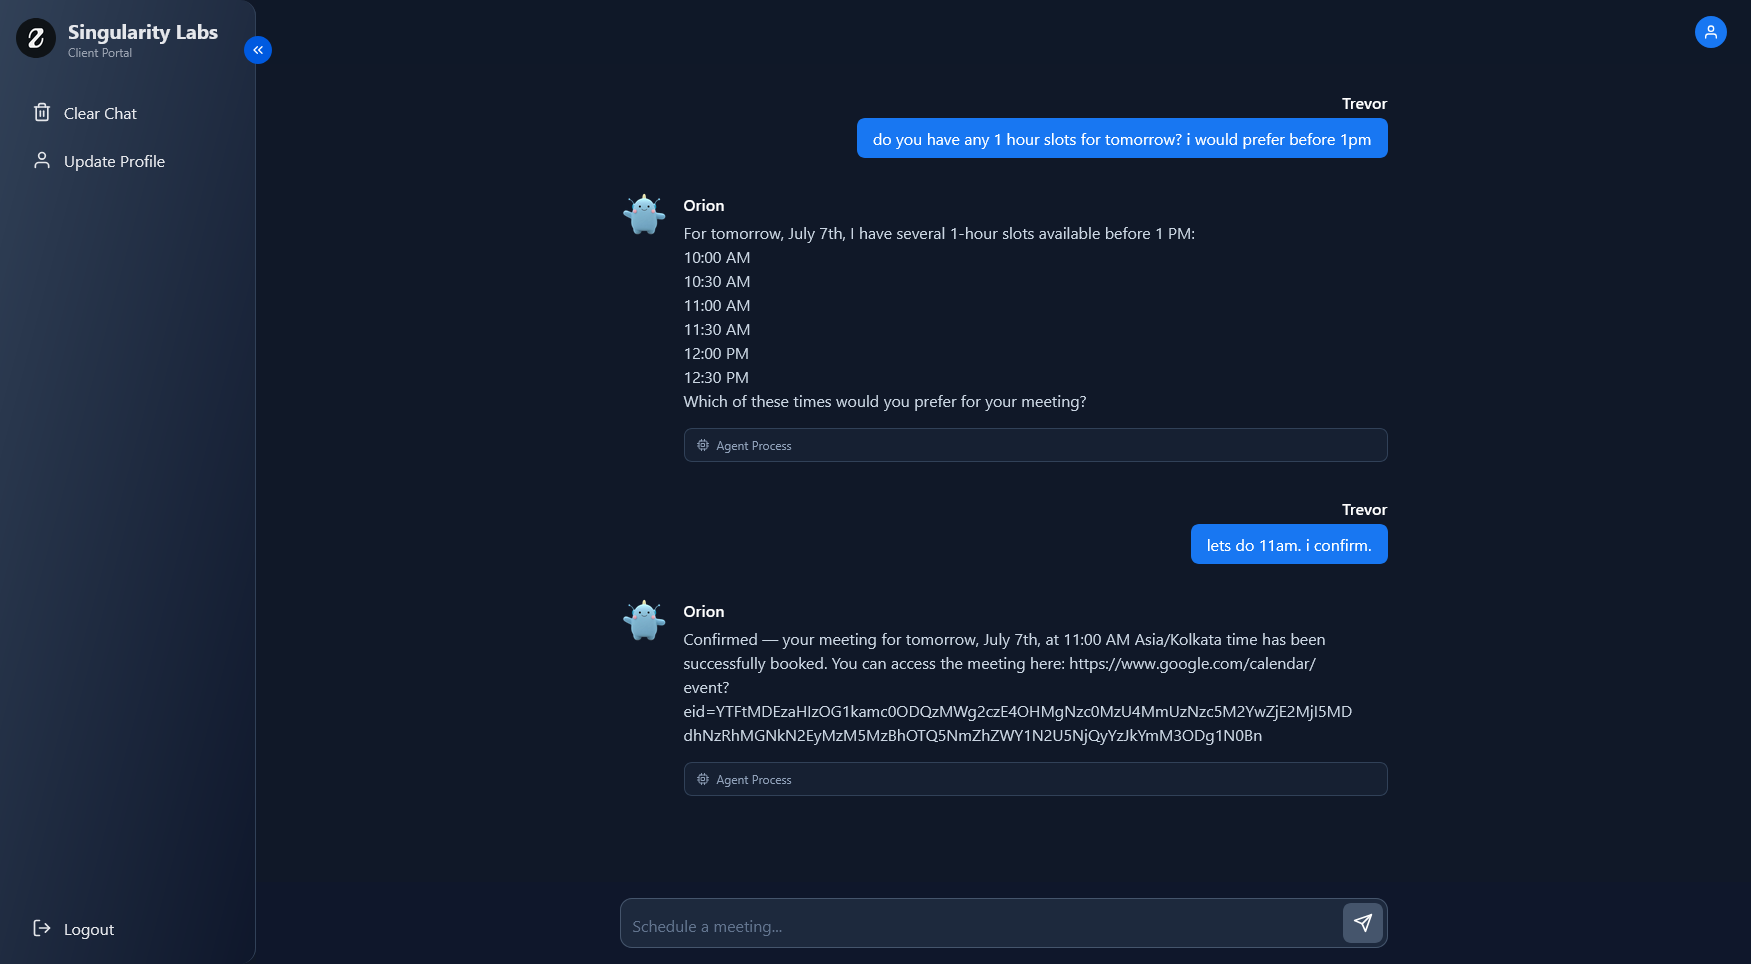 Singularity Labs
Client Portal
Clear Chat
Update Profile
Logout
Trevor
do you have any 1 hour slots for tomorrow? i would prefer before 1pm
Orion
For tomorrow, July 7th, I have several 1-hour slots available before 1 PM:
10:00 AM
10:30 AM
11:00 AM
11:30 AM
12:00 PM
12:30 PM
Which of these times would you prefer for your meeting?
Agent Process
Trevor
lets do 11am. i confirm.
Orion
Confirmed — your meeting for tomorrow, July 7th, at 11:00 AM Asia/Kolkata time has been
successfully booked. You can access the meeting here: https://www.google.com/calendar/
event?
eid=YTFtMDEzaHIzOG1kamc0ODQzMWg2czE4OHMgNzc0MzU4MmUzNzc5M2YwZjE2MjI5MD
dhNzRhMGNkN2EyMzM5MzBhOTQ5NmZhZWY1N2U5NjQyYzJkYmM3ODg1N0Bn
Agent Process
Schedule a meeting...